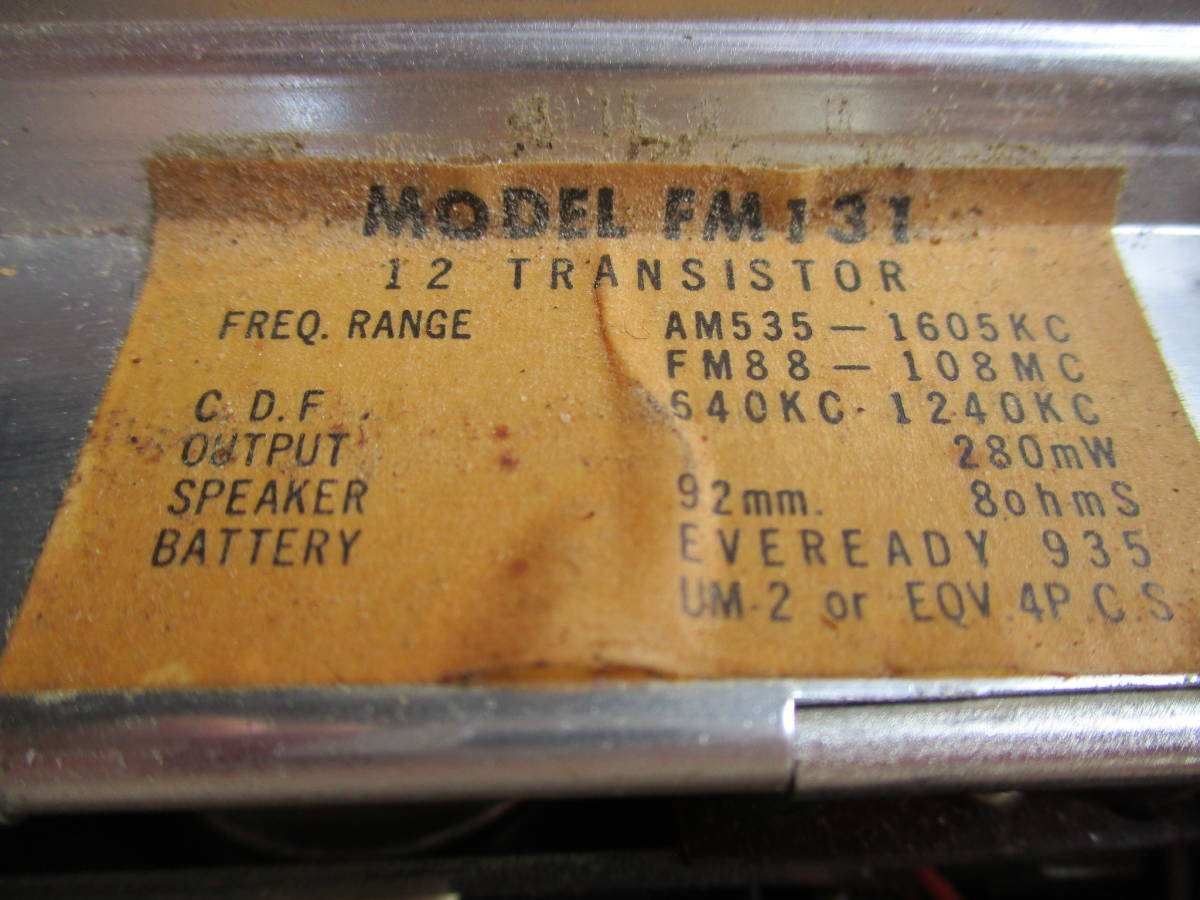 MODEL FM131
12 TRANSISTOR
FREQ. RANGE AM535 — 1605KC
FM88 — 108MC
C.D.F 640KC- 1240KC
OUTPUT 280mW
SPEAKER 92mm. 8ohmS
BATTERY EVEREADY 935
UM-2 or EQV.4P.C.S